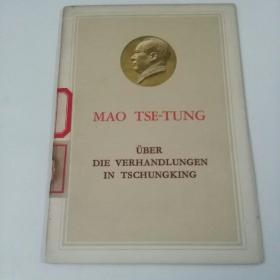 MAO TSE-TUNG
ÜBER
DIE VERHANDLUNGEN
IN TSCHUNGKING